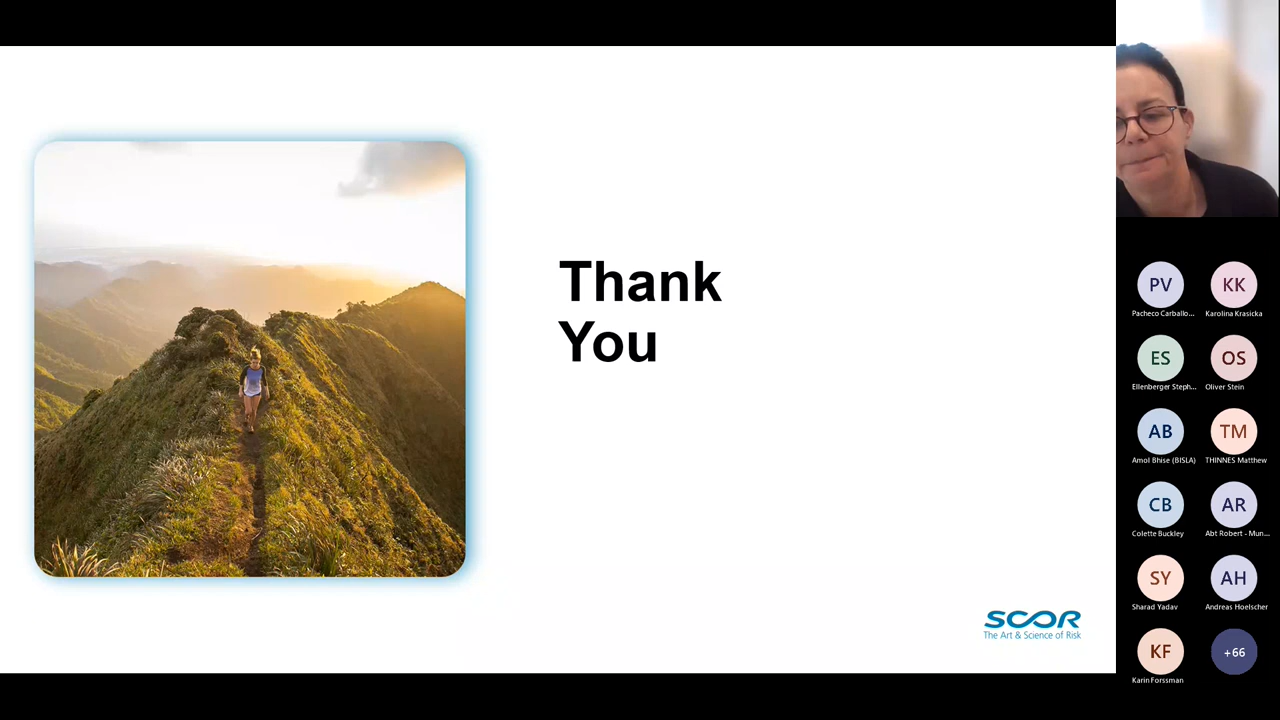 Thank
You
SCOR
The Art & Science of Risk
PV
KK
Pacheco Carballo...
Karolina Krasicka
ES
OS
Ellenberger Steph...
Oliver Stein
AB
TM
Amol Bhise (BISLA)
THINNES Matthew
CB
AR
Colette Buckley
Abt Robert - Mun...
SY
AH
Sharad Yadav
Andreas Hoelscher
KF
+66
Karin Forssman